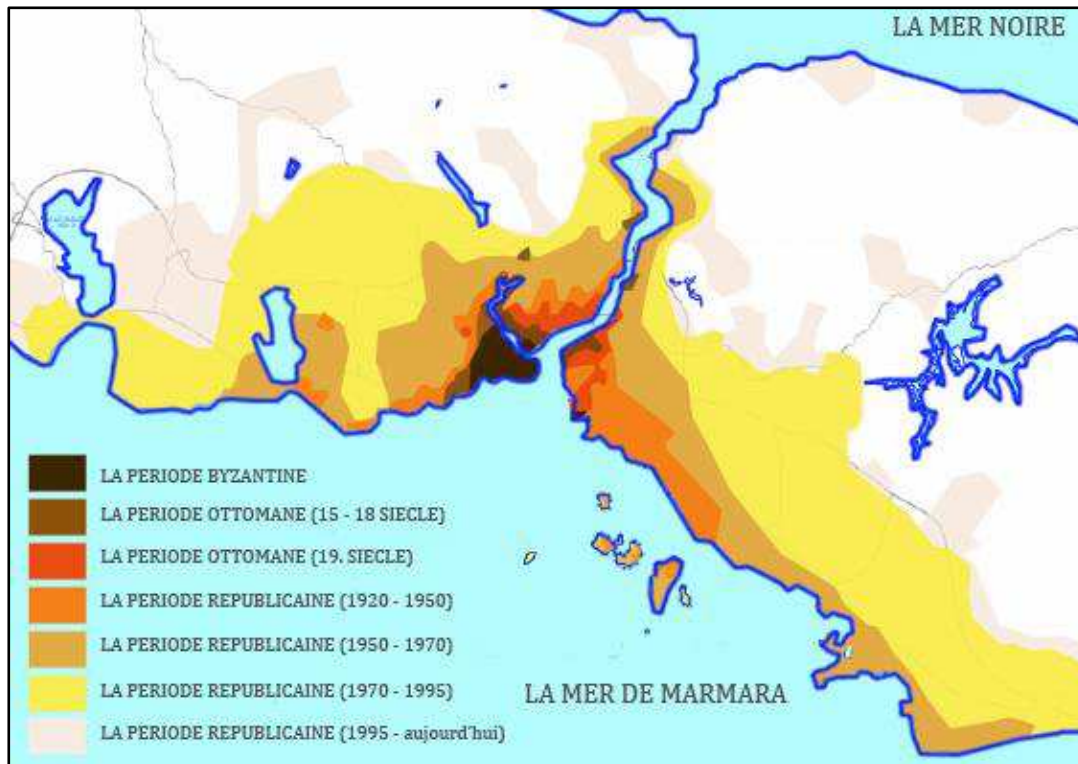 LA MER NOIRE
LA PERIODE BYZANTINE
LA PERIODE OTTOMANE (15 - 18 SIECLE)
LA PERIODE OTTOMANE (19. SIECLE)
LA PERIODE REPUBLICAINE (1920 - 1950)
LA PERIODE REPUBLICAINE (1950 - 1970)
LA PERIODE REPUBLICAINE (1970 - 1995)
LA PERIODE REPUBLICAINE (1995 - aujourd'hui)
LA MER DE MARMARA